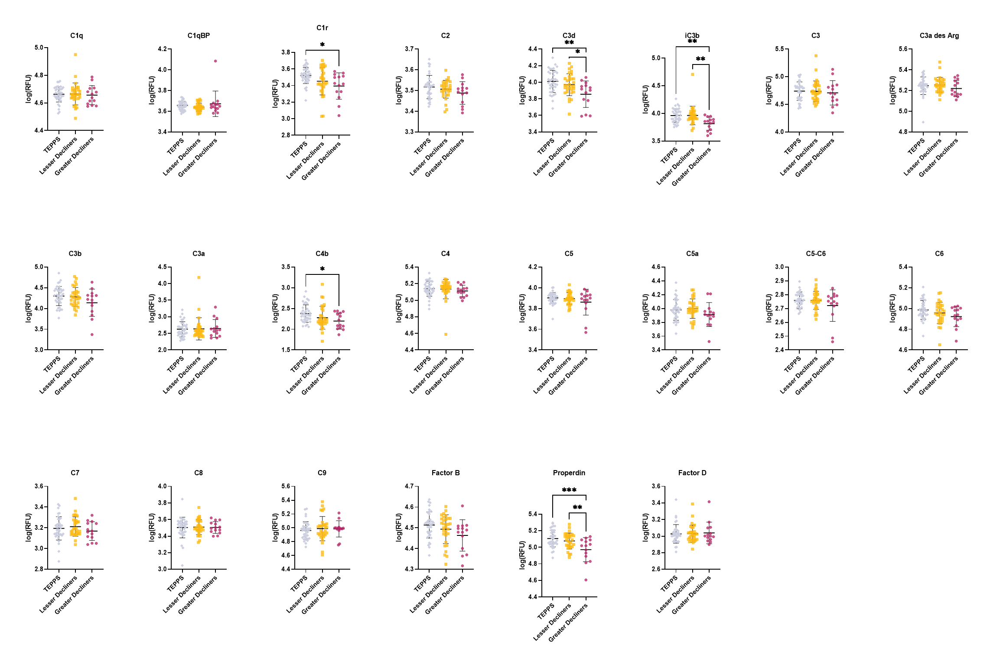 C1q
C1qBP
C1r
C2
C3d
iC3b
C3
C3a des Arg
log(RFU)
5.0
4.8
4.6
4.4
TEPPS
Lesser Decliners
Greater Decliners
log(RFU)
4.2
4.0
3.8
3.6
3.4
TEPPS
Lesser Decliners
Greater Decliners
log(RFU)
3.8
3.6
3.4
3.2
3.0
2.8
*
TEPPS
Lesser Decliners
Greater Decliners
log(RFU)
3.7
3.6
3.5
3.4
3.3
TEPPS
Lesser Decliners
Greater Decliners
log(RFU)
4.4
4.2
4.0
3.8
3.6
3.4
**
*
TEPPS
Lesser Decliners
Greater Decliners
log(RFU)
5.0
4.5
4.0
3.5
**
**
TEPPS
Lesser Decliners
Greater Decliners
log(RFU)
5.5
5.0
4.5
4.0
TEPPS
Lesser Decliners
Greater Decliners
log(RFU)
5.6
5.4
5.2
5.0
4.8
TEPPS
Lesser Decliners
Greater Decliners
C3b
C3a
C4b
C4
C5
C5a
C5-C6
C6
log(RFU)
5.0
4.5
4.0
3.5
3.0
TEPPS
Lesser Decliners
Greater Decliners
log(RFU)
4.5
4.0
3.5
3.0
2.5
2.0
TEPPS
Lesser Decliners
Greater Decliners
log(RFU)
3.5
3.0
2.5
2.0
1.5
*
TEPPS
Lesser Decliners
Greater Decliners
log(RFU)
5.4
5.2
5.0
4.8
4.6
4.4
TEPPS
Lesser Decliners
Greater Decliners
log(RFU)
4.2
4.0
3.8
3.6
3.4
TEPPS
Lesser Decliners
Greater Decliners
log(RFU)
4.6
4.4
4.2
4.0
3.8
3.6
3.4
TEPPS
Lesser Decliners
Greater Decliners
log(RFU)
3.0
2.9
2.8
2.7
2.6
2.5
2.4
TEPPS
Lesser Decliners
Greater Decliners
log(RFU)
5.4
5.2
5.0
4.8
4.6
TEPPS
Lesser Decliners
Greater Decliners
C7
C8
C9
Factor B
Properdin
Factor D
log(RFU)
3.6
3.4
3.2
3.0
2.8
TEPPS
Lesser Decliners
Greater Decliners
log(RFU)
4.0
3.8
3.6
3.4
3.2
3.0
TEPPS
Lesser Decliners
Greater Decliners
log(RFU)
5.6
5.4
5.2
5.0
4.8
4.6
4.4
TEPPS
Lesser Decliners
Greater Decliners
log(RFU)
4.7
4.6
4.5
4.4
4.3
TEPPS
Lesser Decliners
Greater Decliners
log(RFU)
5.4
5.2
5.0
4.8
4.6
4.4
***
**
TEPPS
Lesser Decliners
Greater Decliners
log(RFU)
3.6
3.4
3.2
3.0
2.8
2.6
TEPPS
Lesser Decliners
Greater Decliners